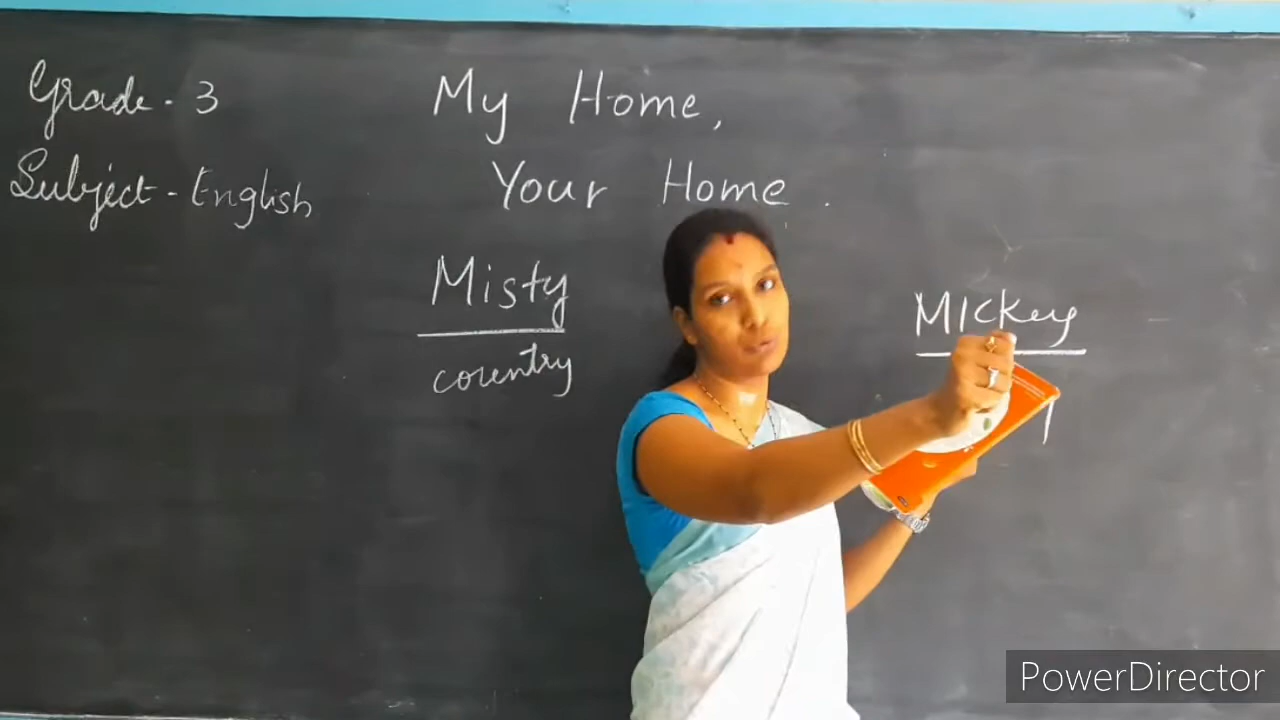 Grade - 3
My Home,
Subject - English
Your Home.
Misty
Mickey
country
PowerDirector